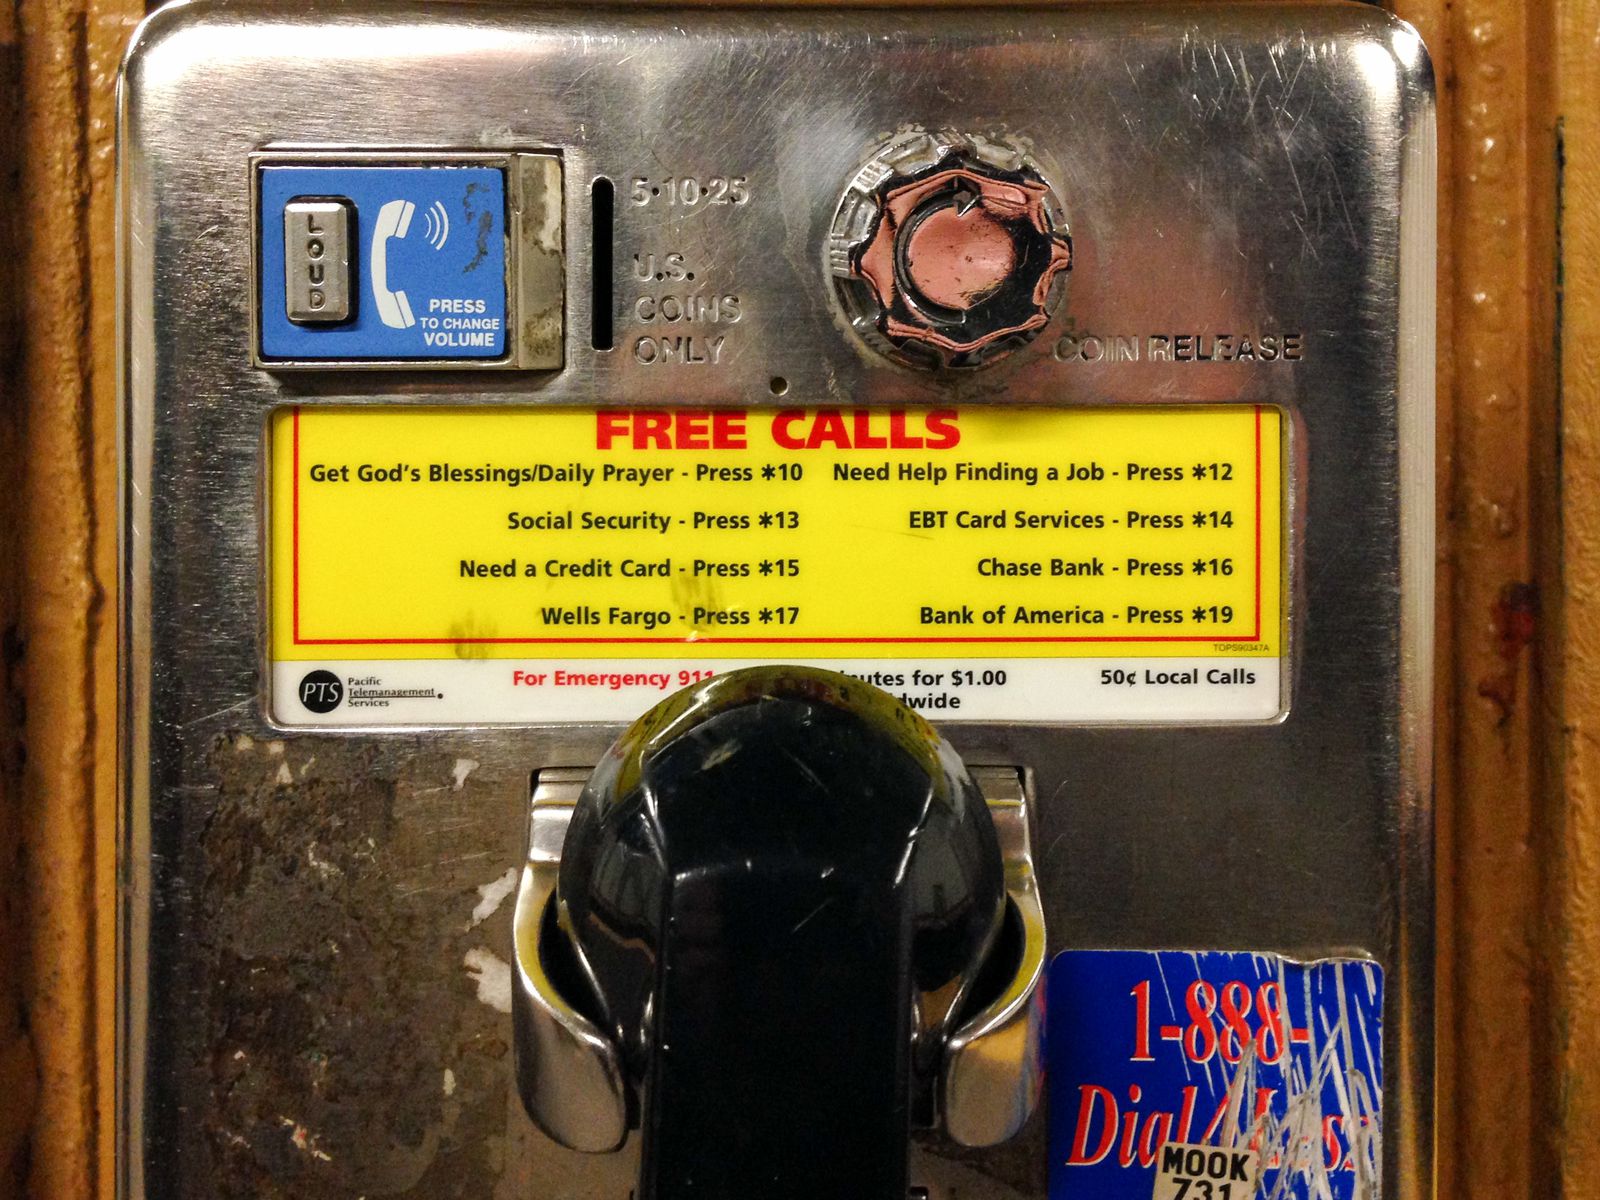 LOUD
PRESS
TO CHANGE
VOLUME
5·10·25
U.S.
COINS
ONLY
COIN RELEASE
FREE CALLS
Get God's Blessings/Daily Prayer - Press ✶10 Need Help Finding a Job - Press ✶12
Social Security - Press ✶13 EBT Card Services - Press ✶14
Need a Credit Card - Press ✶15 Chase Bank - Press ✶16
Wells Fargo - Press ✶17 Bank of America - Press ✶19
TOPS90347A
PTS
Pacific
Telemanagement
Services
For Emergency 911 for $1.00 50¢ Local Calls
1-888-
MOOK
731